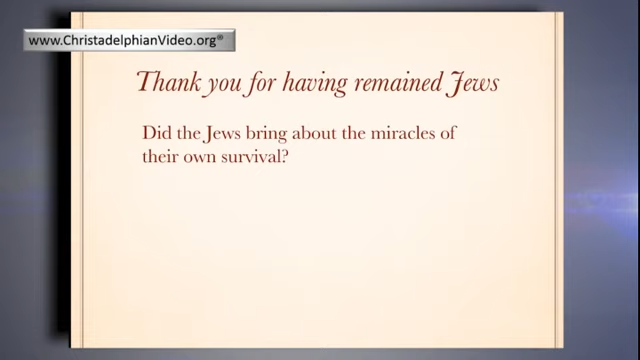 www.ChristadelphianVideo.org®
Thank you for having remained Jews
Did the Jews bring about the miracles of
their own survival?